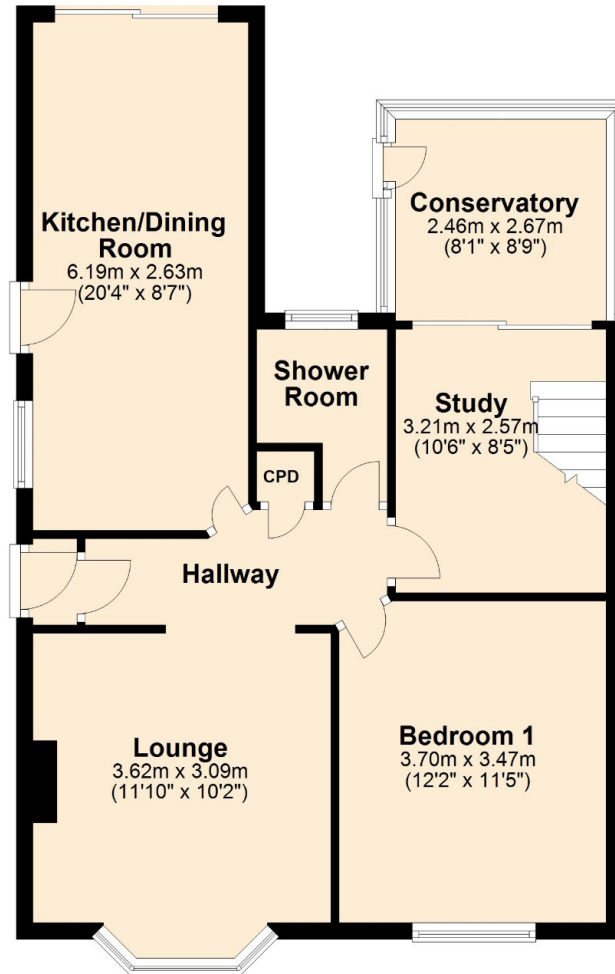 Kitchen/Dining
Room
6.19m x 2.63m
(20'4" x 8'7")
Conservatory
2.46m x 2.67m
(8'1" x 8'9")
Shower
Room
Study
3.21m x 2.57m
(10'6" x 8'5")
CPD
Hallway
Lounge
3.62m x 3.09m
(11'10" x 10'2")
Bedroom 1
3.70m x 3.47m
(12'2" x 11'5")